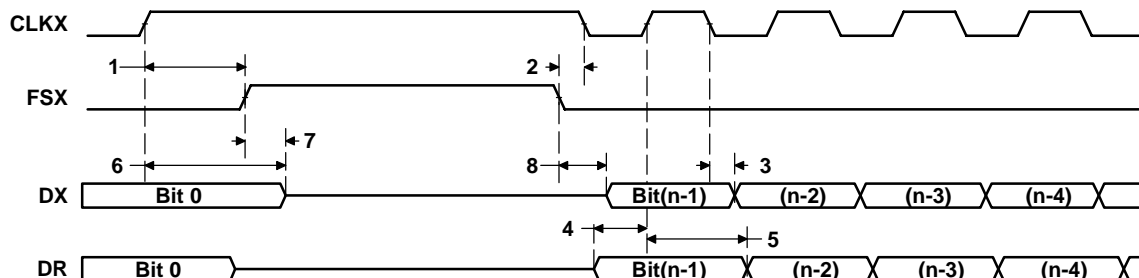 CLKX
1 2
FSX
7
6 8 3
DX Bit 0 Bit(n-1) (n-2) (n-3) (n-4)
4 5
DR Bit 0 Bit(n-1) (n-2) (n-3) (n-4)